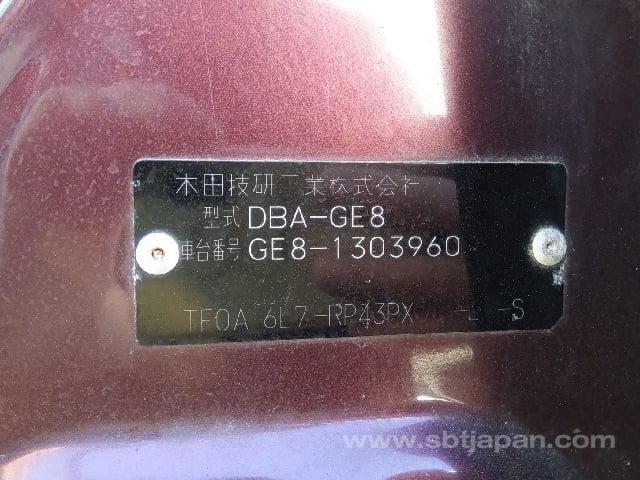 本田技研工業株式会社
型式 DBA-GE8
車台番号 GE8-1303960
TF0A 6L7-RP43PX -L -S
www.sbtjapan.com